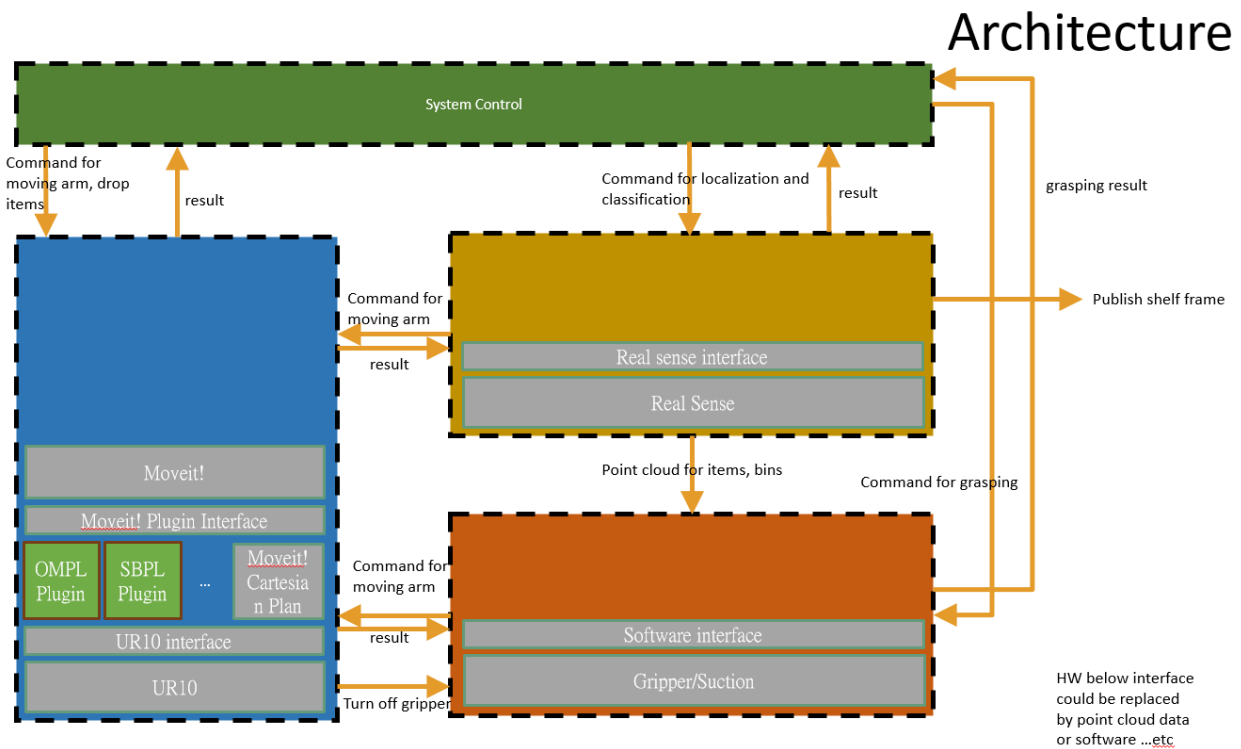 Architecture
System Control
Command for
moving arm, drop
items
result
Command for localization and
classification
result
grasping result
Command for
moving arm
result
Publish shelf frame
Real sense interface
Real Sense
Point cloud for items, bins
Command for grasping
Moveit!
Moveit! Plugin Interface
OMPL
Plugin
SBPL
Plugin
...
Moveit!
Cartesia
n Plan
UR10 interface
UR10
Command for
moving arm
result
Turn off gripper
Software interface
Gripper/Suction
HW below interface
could be replaced
by point cloud data
or software ...etc